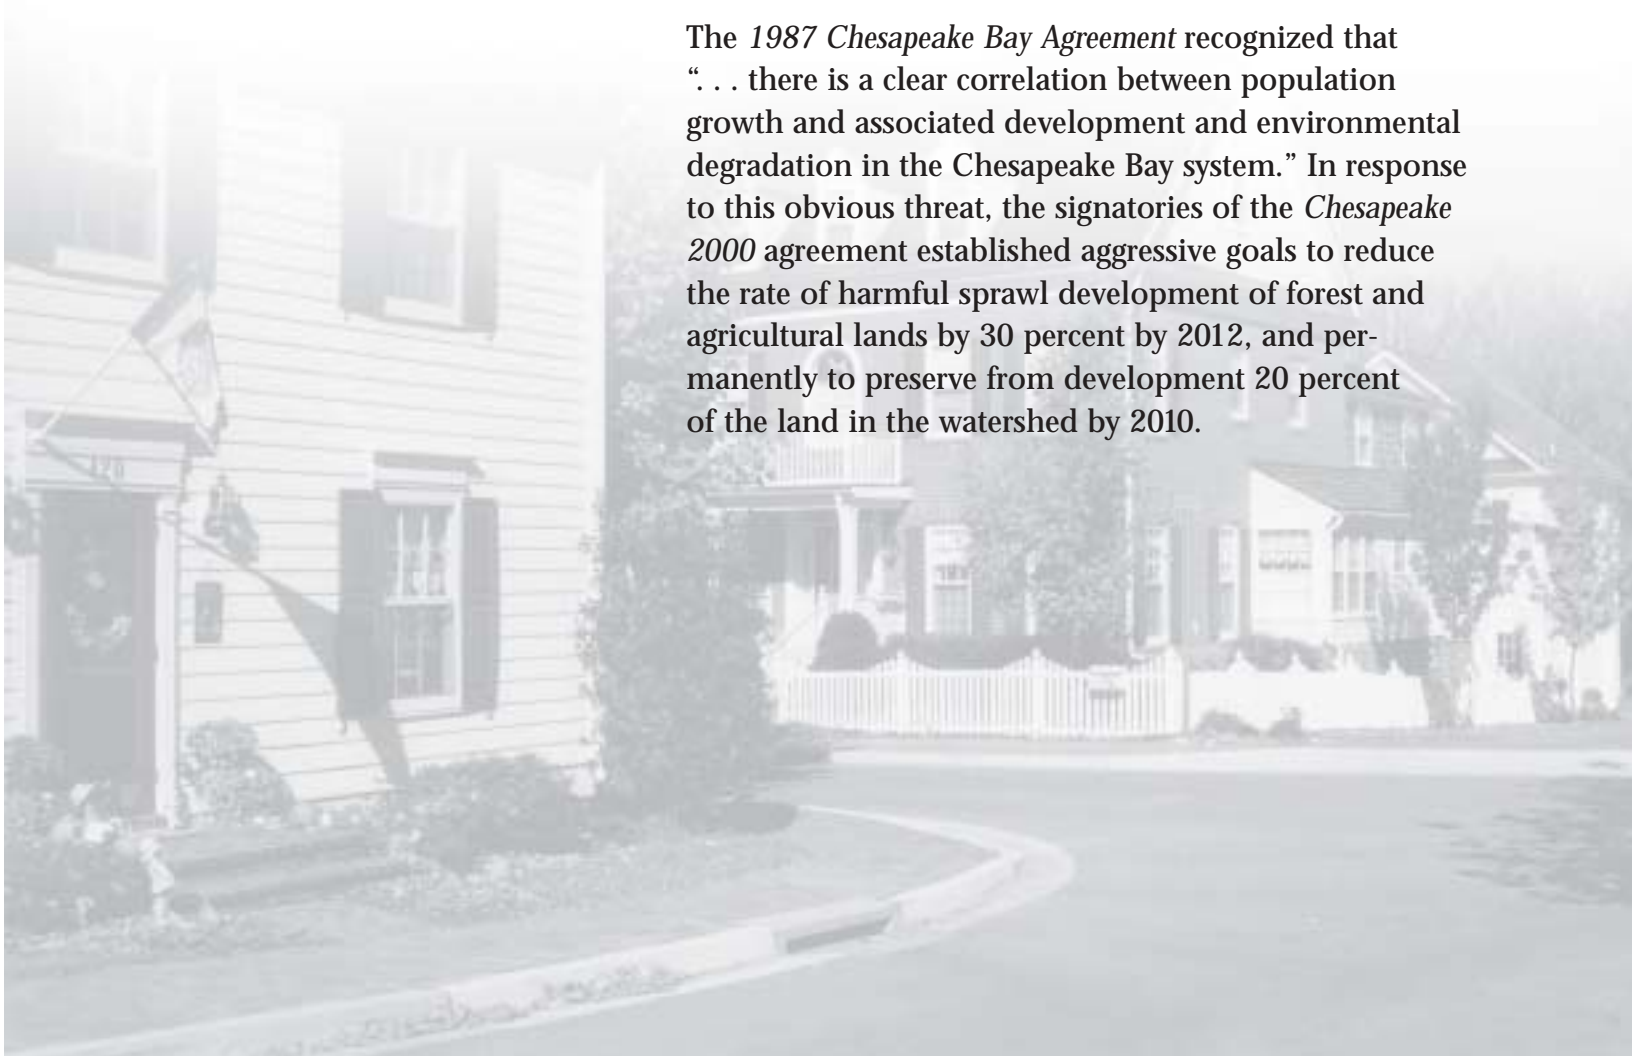 The 1987 Chesapeake Bay Agreement recognized that
“. . . there is a clear correlation between population
growth and associated development and environmental
degradation in the Chesapeake Bay system.” In response
to this obvious threat, the signatories of the Chesapeake
2000 agreement established aggressive goals to reduce
the rate of harmful sprawl development of forest and
agricultural lands by 30 percent by 2012, and per-
manently to preserve from development 20 percent
of the land in the watershed by 2010.
120